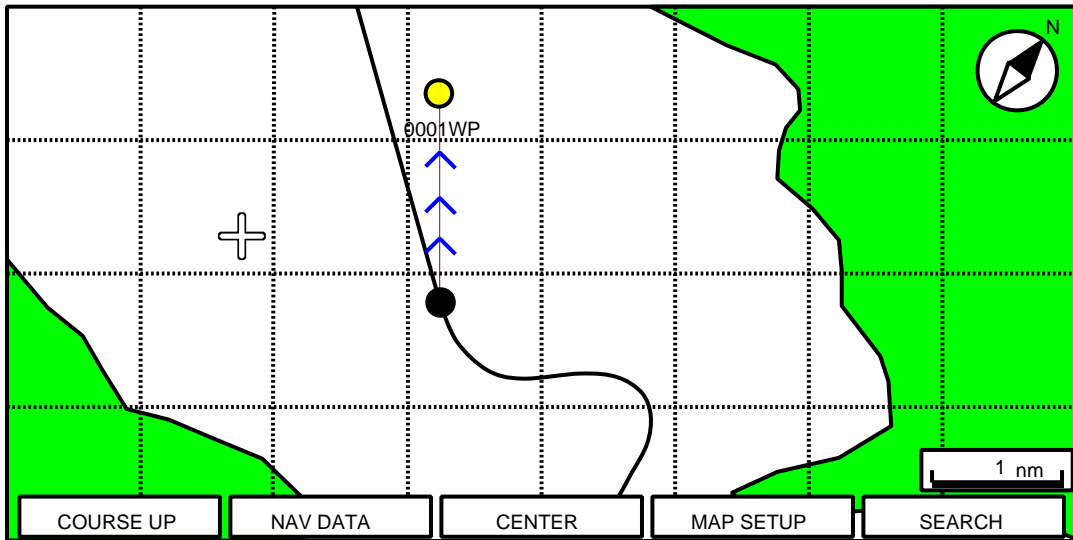 N
0001WP
1 nm
COURSE UP
NAV DATA
CENTER
MAP SETUP
SEARCH